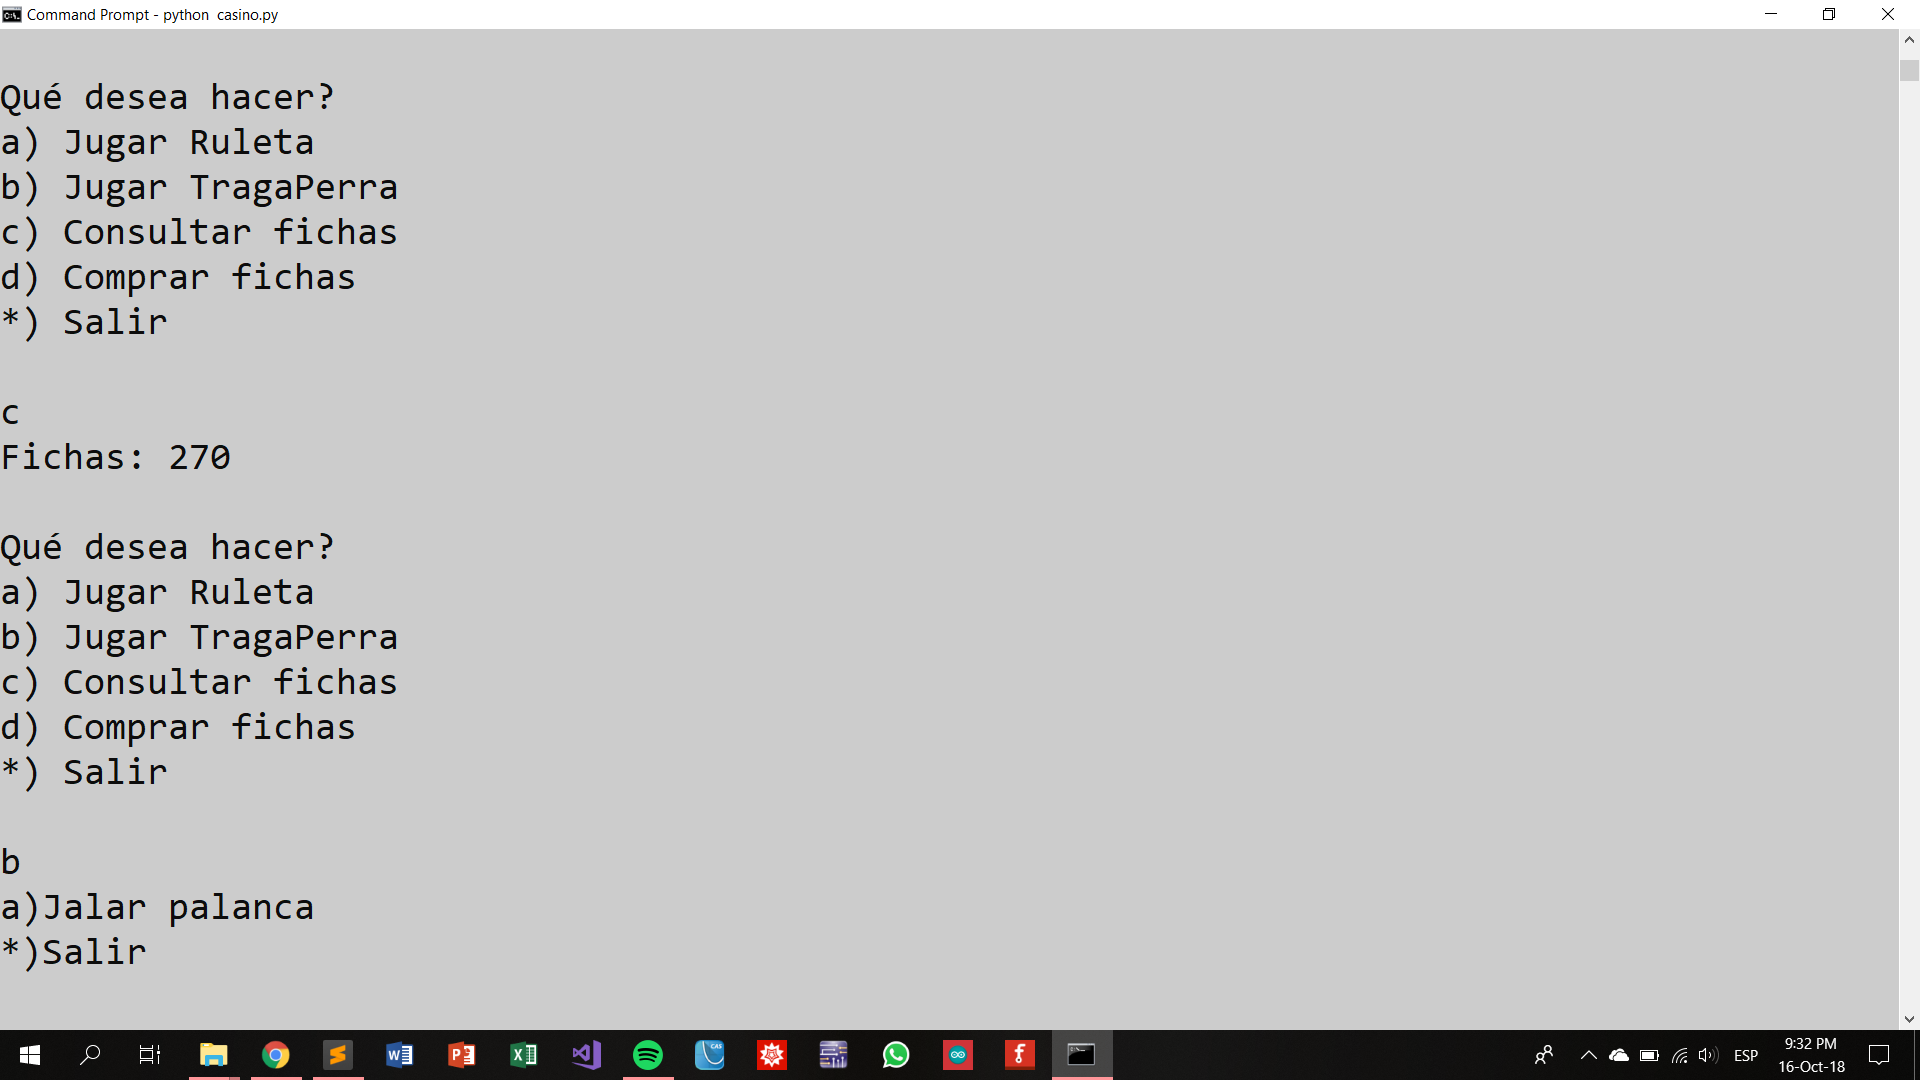 Command Prompt - python  casino.py
Qué desea hacer?
a) Jugar Ruleta
b) Jugar TragaPerra
c) Consultar fichas
d) Comprar fichas
*) Salir
c
Fichas: 270
Qué desea hacer?
a) Jugar Ruleta
b) Jugar TragaPerra
c) Consultar fichas
d) Comprar fichas
*) Salir
b
a)Jalar palanca
*)Salir
ESP
9:32 PM
16-Oct-18